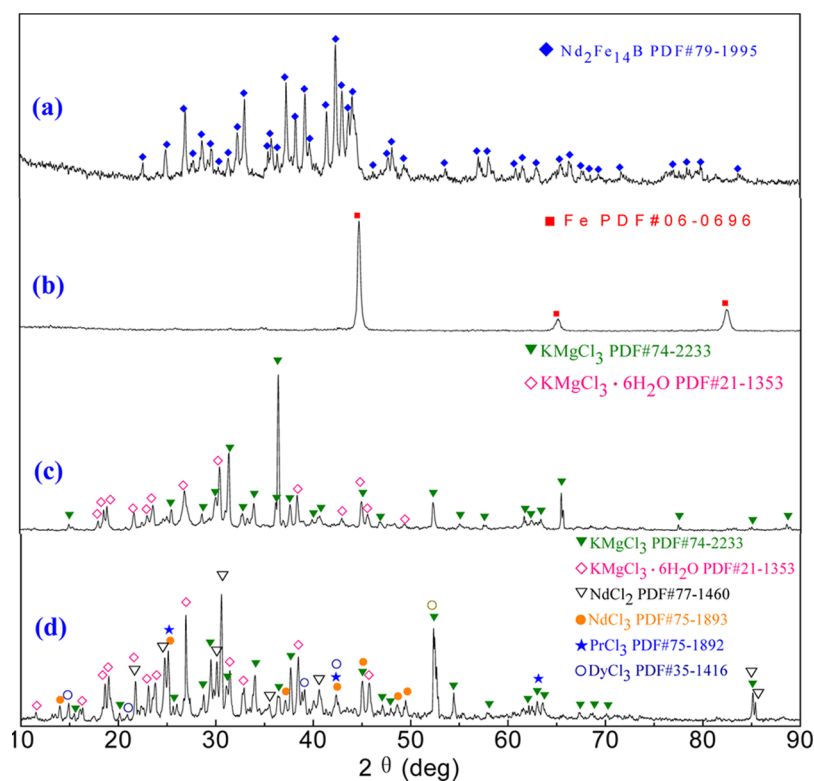 (a)
Nd₂Fe₁₄B PDF#79-1995
(b)
Fe PDF#06-0696
(c)
KMgCl₃ PDF#74-2233
KMgCl₃·6H₂O PDF#21-1353
(d)
KMgCl₃ PDF#74-2233
KMgCl₃·6H₂O PDF#21-1353
NdCl₂ PDF#77-1460
NdCl₃ PDF#75-1893
PrCl₃ PDF#75-1892
DyCl₃ PDF#35-1416
10 20 30 40 50 60 70 80 90
2 θ (deg)